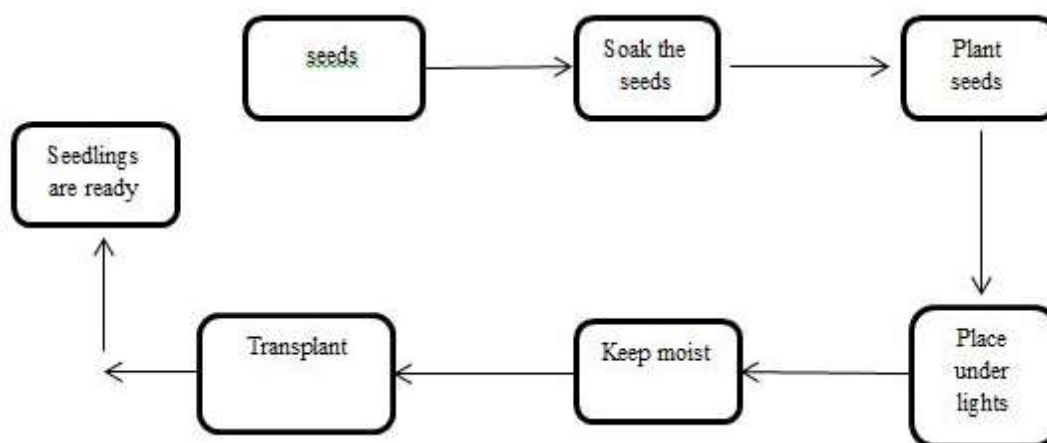 seeds
Soak the
seeds
Plant
seeds
Place
under
lights
Keep moist
Transplant
Seedlings
are ready